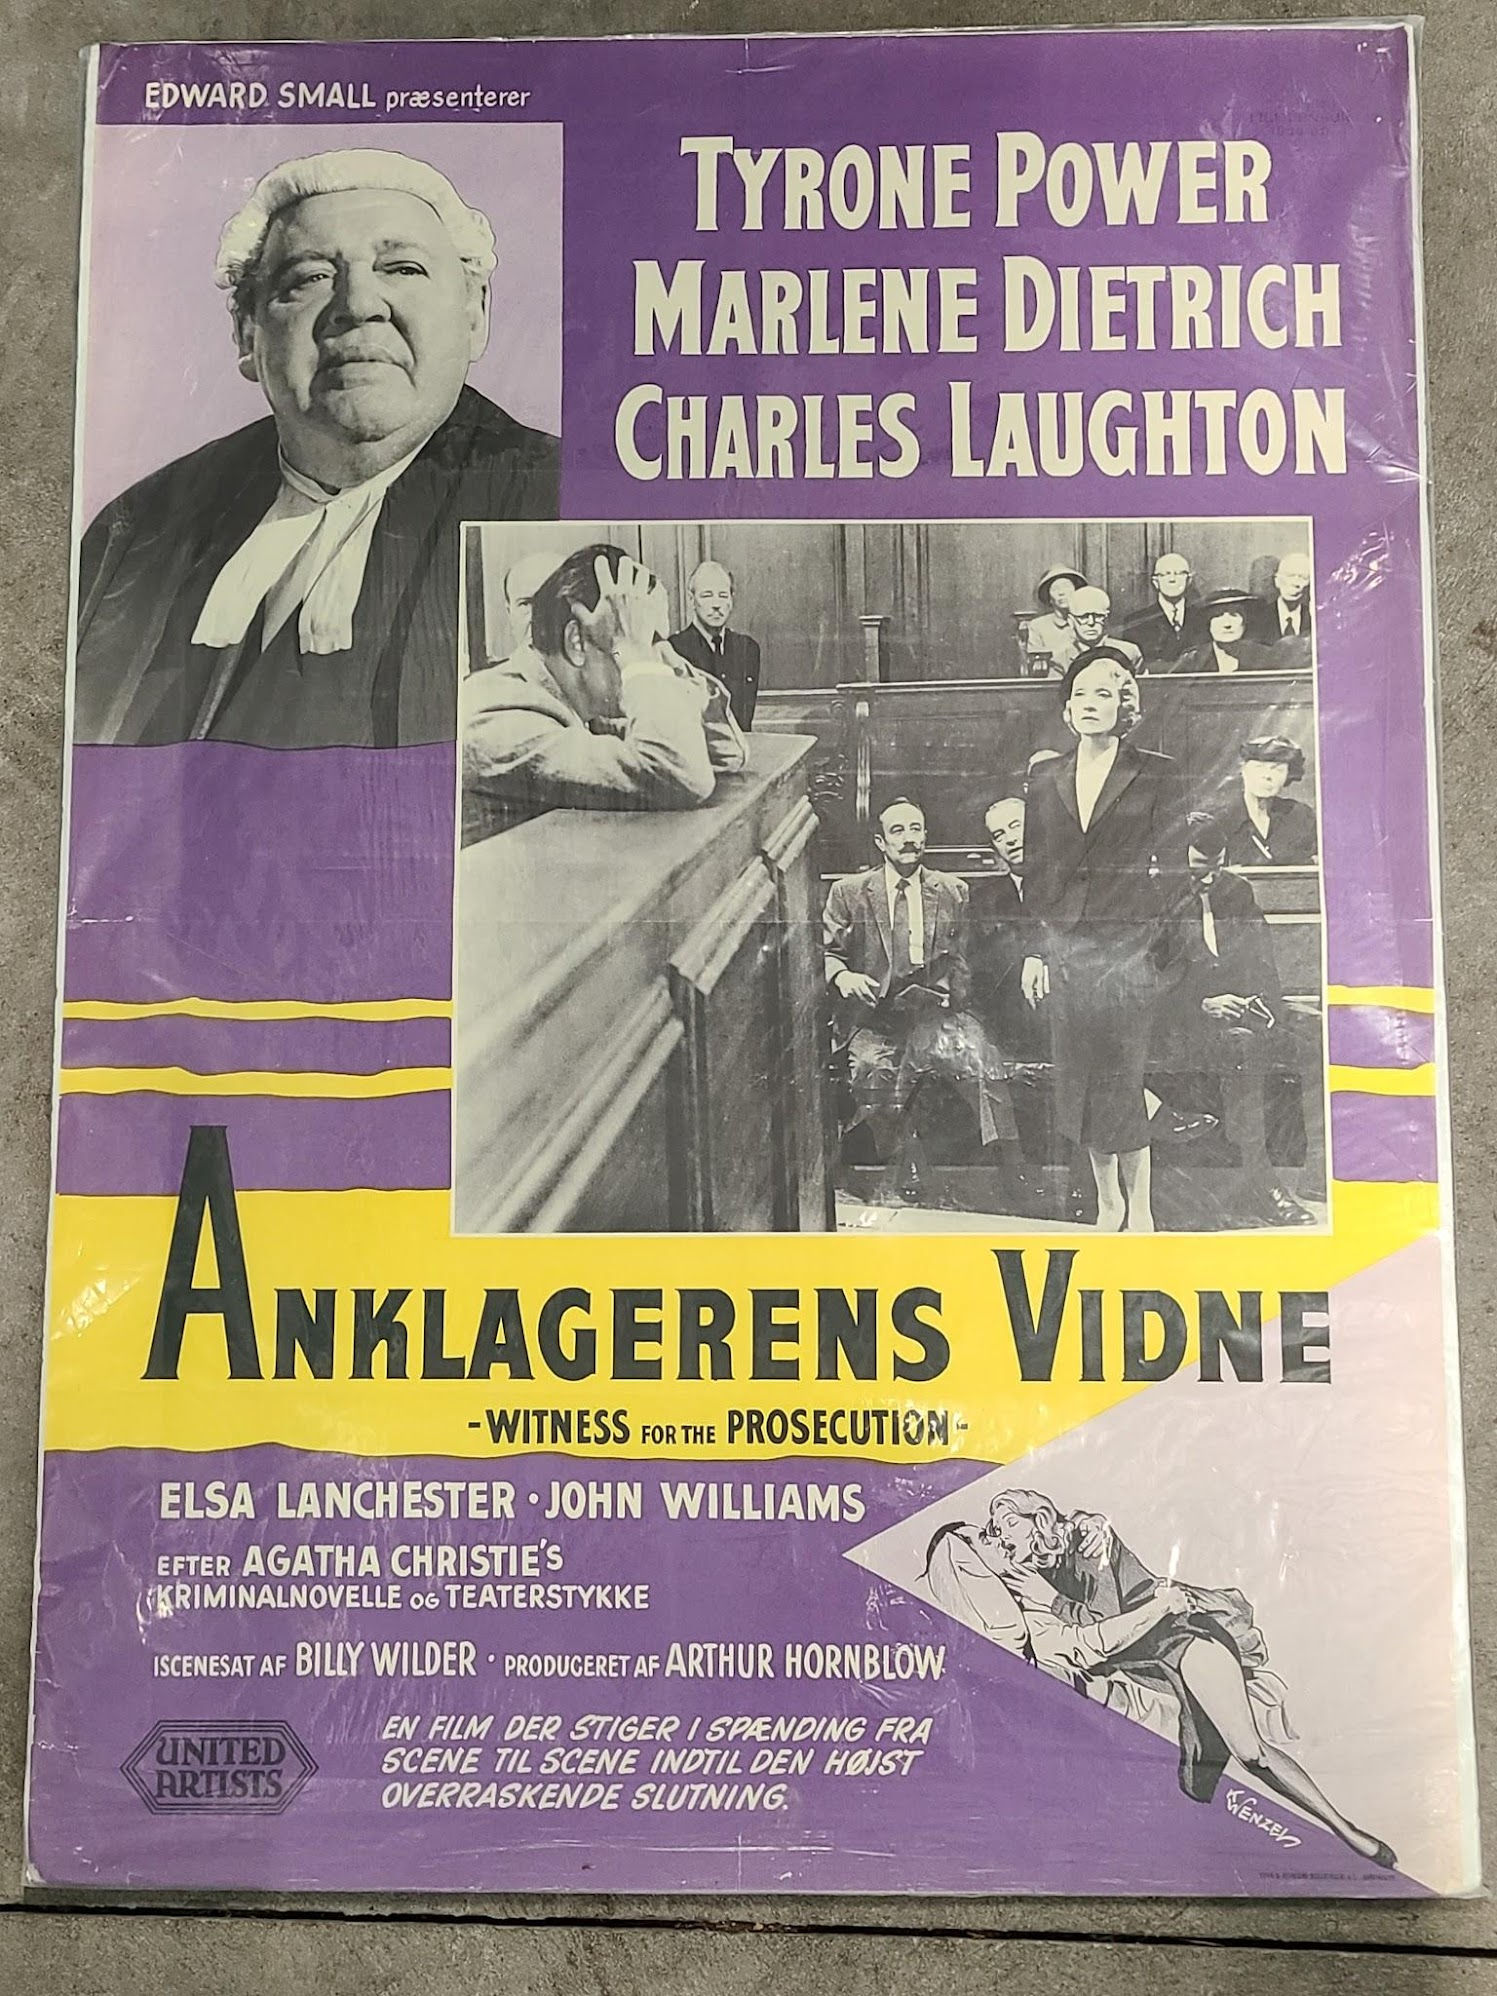 EDWARD SMALL præsenterer
TYRONE POWER
MARLENE DIETRICH
CHARLES LAUGHTON
ANKLAGERENS VIDNE
-WITNESS FOR THE PROSECUTION-
ELSA LANCHESTER · JOHN WILLIAMS
EFTER AGATHA CHRISTIE'S
KRIMINALNOVELLE OG TEATERSTYKKE
ISCENESAT AF BILLY WILDER · PRODUCERET AF ARTHUR HORNBLOW
EN FILM DER STIGER I SPÆNDING FRA
SCENE TIL SCENE INDTIL DEN HØJST
OVERRASKENDE SLUTNING.
UNITED
ARTISTS
K WENZEL